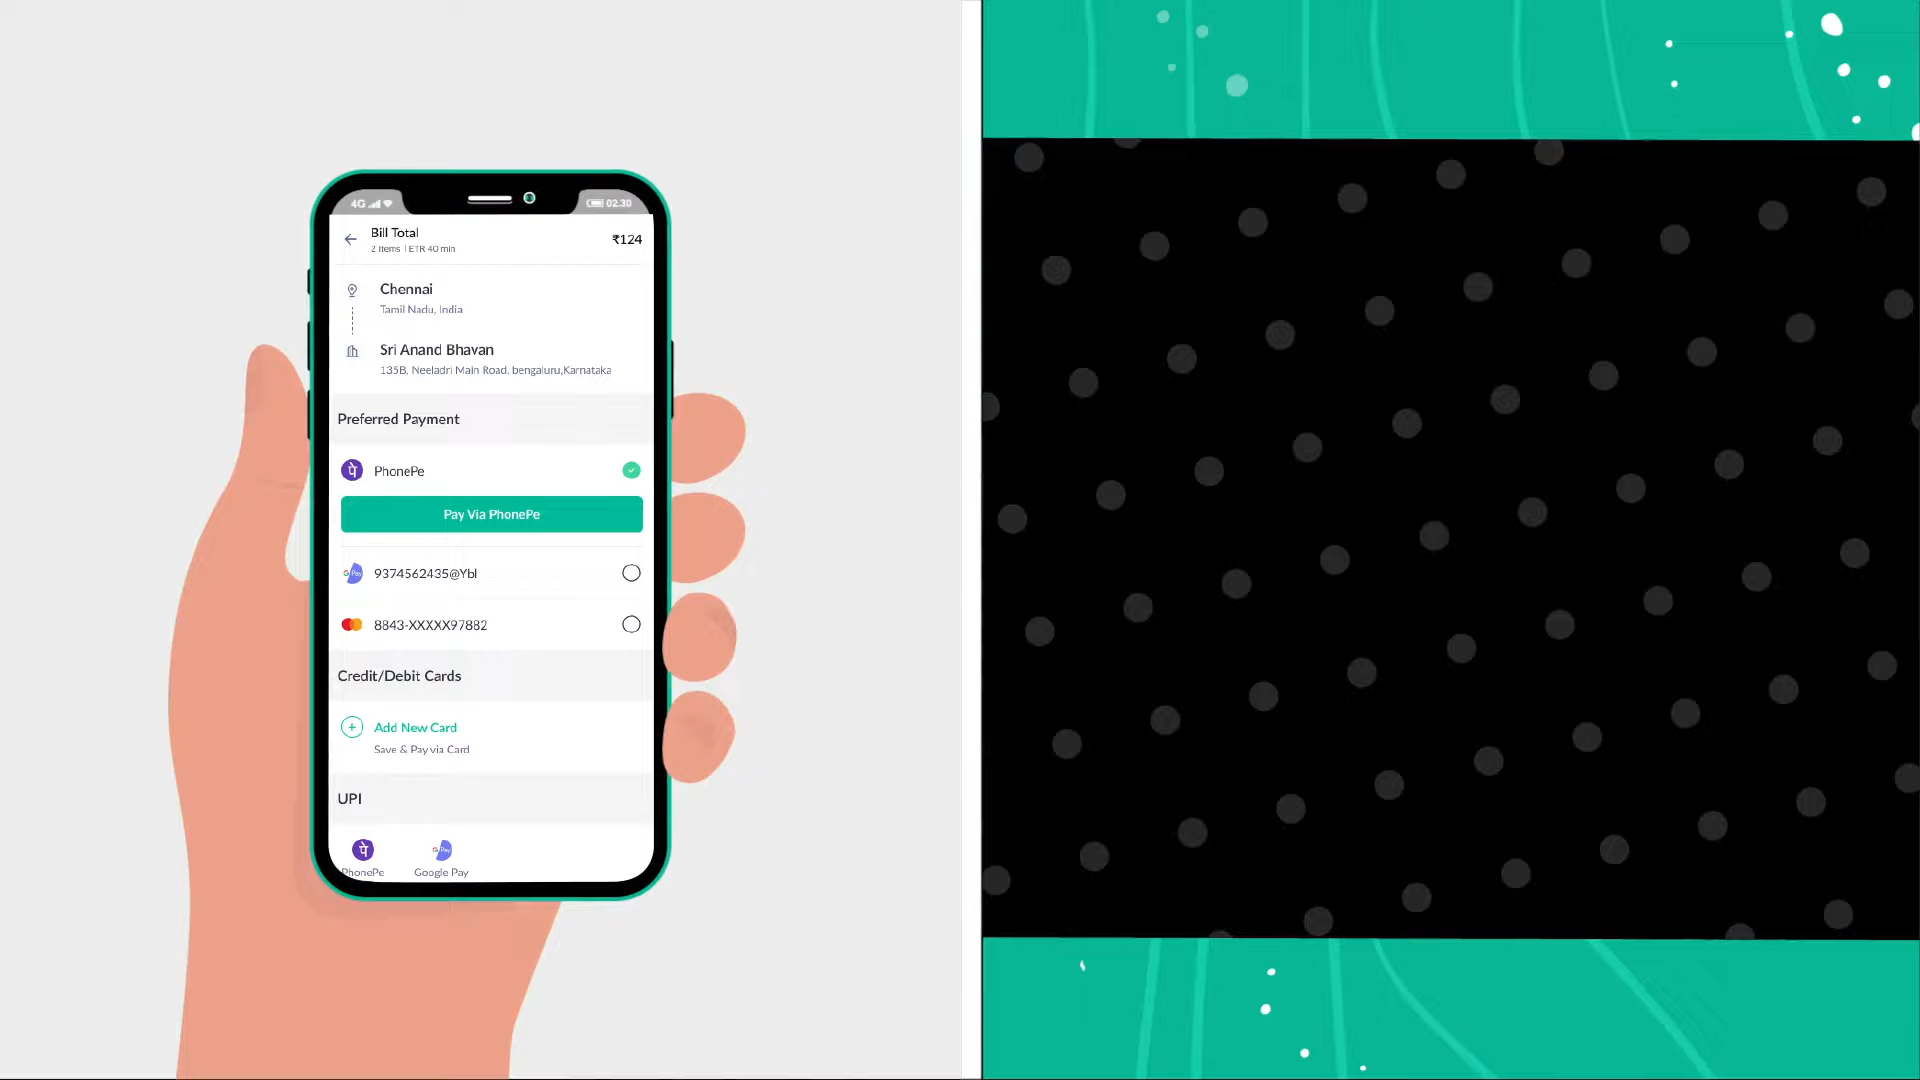 4G
02.30
Bill Total
₹124
2 Items | ETR 40 min
Chennai
Tamil Nadu, India
Sri Anand Bhavan
135B, Neeladri Main Road, bengaluru,Karnataka
Preferred Payment
पे PhonePe
Pay Via PhonePe
G Pay 9374562435@Ybl
8843-XXXXX97882
Credit/Debit Cards
Add New Card
Save & Pay via Card
UPI
पे
G Pay
PhonePe
Google Pay